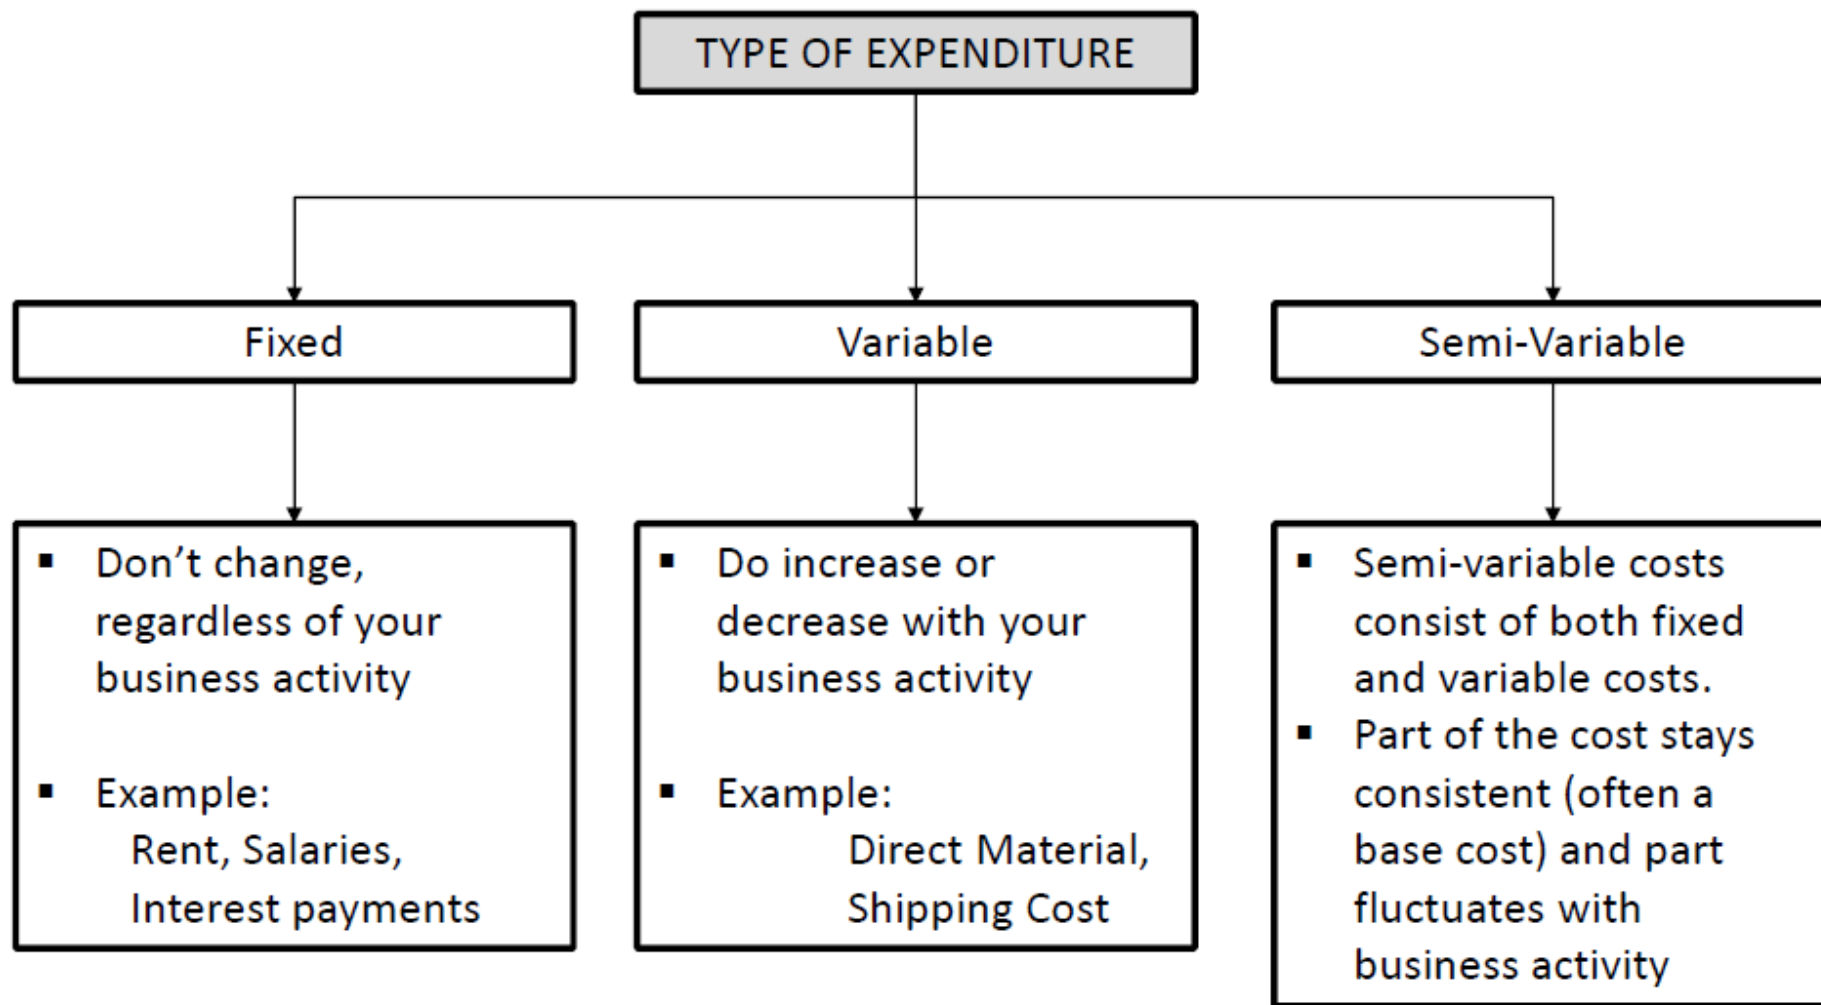 TYPE OF EXPENDITURE
Fixed
Variable
Semi-Variable
▪ Don’t change,
regardless of your
business activity
▪ Example:
Rent, Salaries,
Interest payments
▪ Do increase or
decrease with your
business activity
▪ Example:
Direct Material,
Shipping Cost
▪ Semi-variable costs
consist of both fixed
and variable costs.
▪ Part of the cost stays
consistent (often a
base cost) and part
fluctuates with
business activity